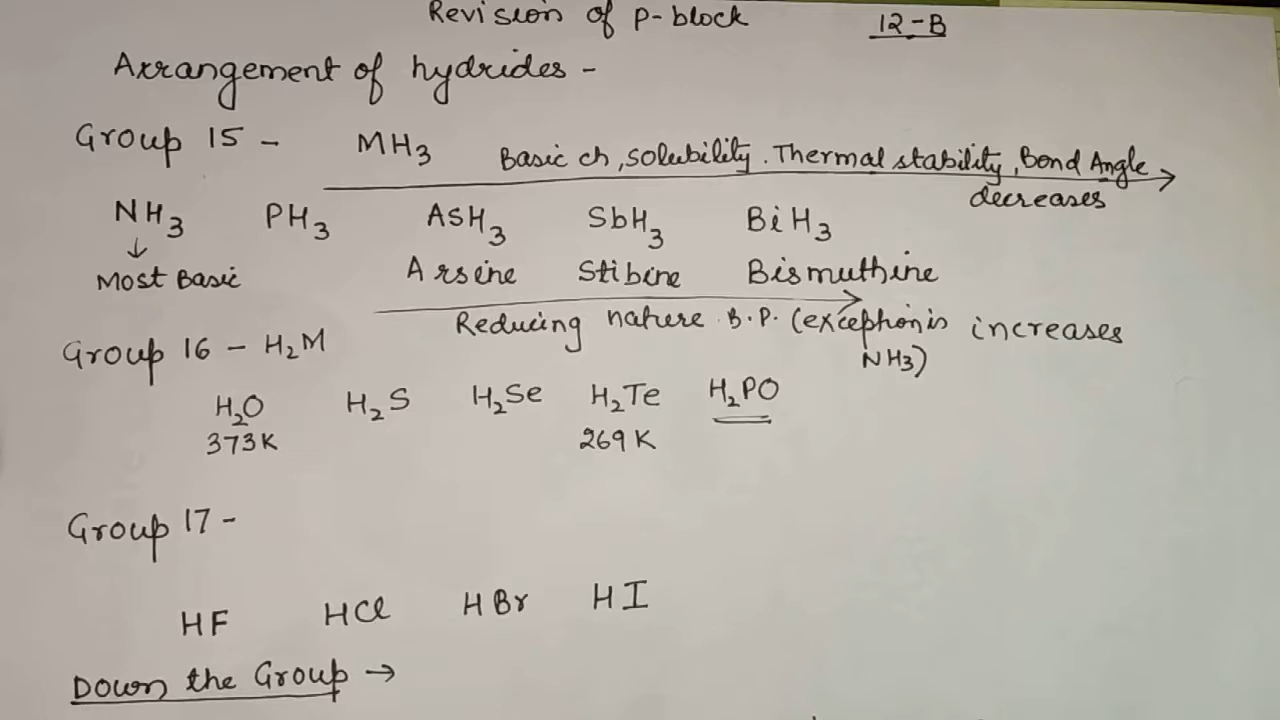 Revision of p-block 12-B
Arrangement of hydrides -
Group 15 - MH3 Basic ch, solubility. Thermal stability, Bond Angle
decreases
NH3 PH3 AsH3 SbH3 BiH3
↓
Most Basic Arsine Stibine Bismuthine
Reducing nature B.P. (exception is increases
NH3)
Group 16 - H2M
H2O H2S H2Se H2Te H2PO
373K 269K
Group 17 -
HF HCl HBr HI
Down the Group →